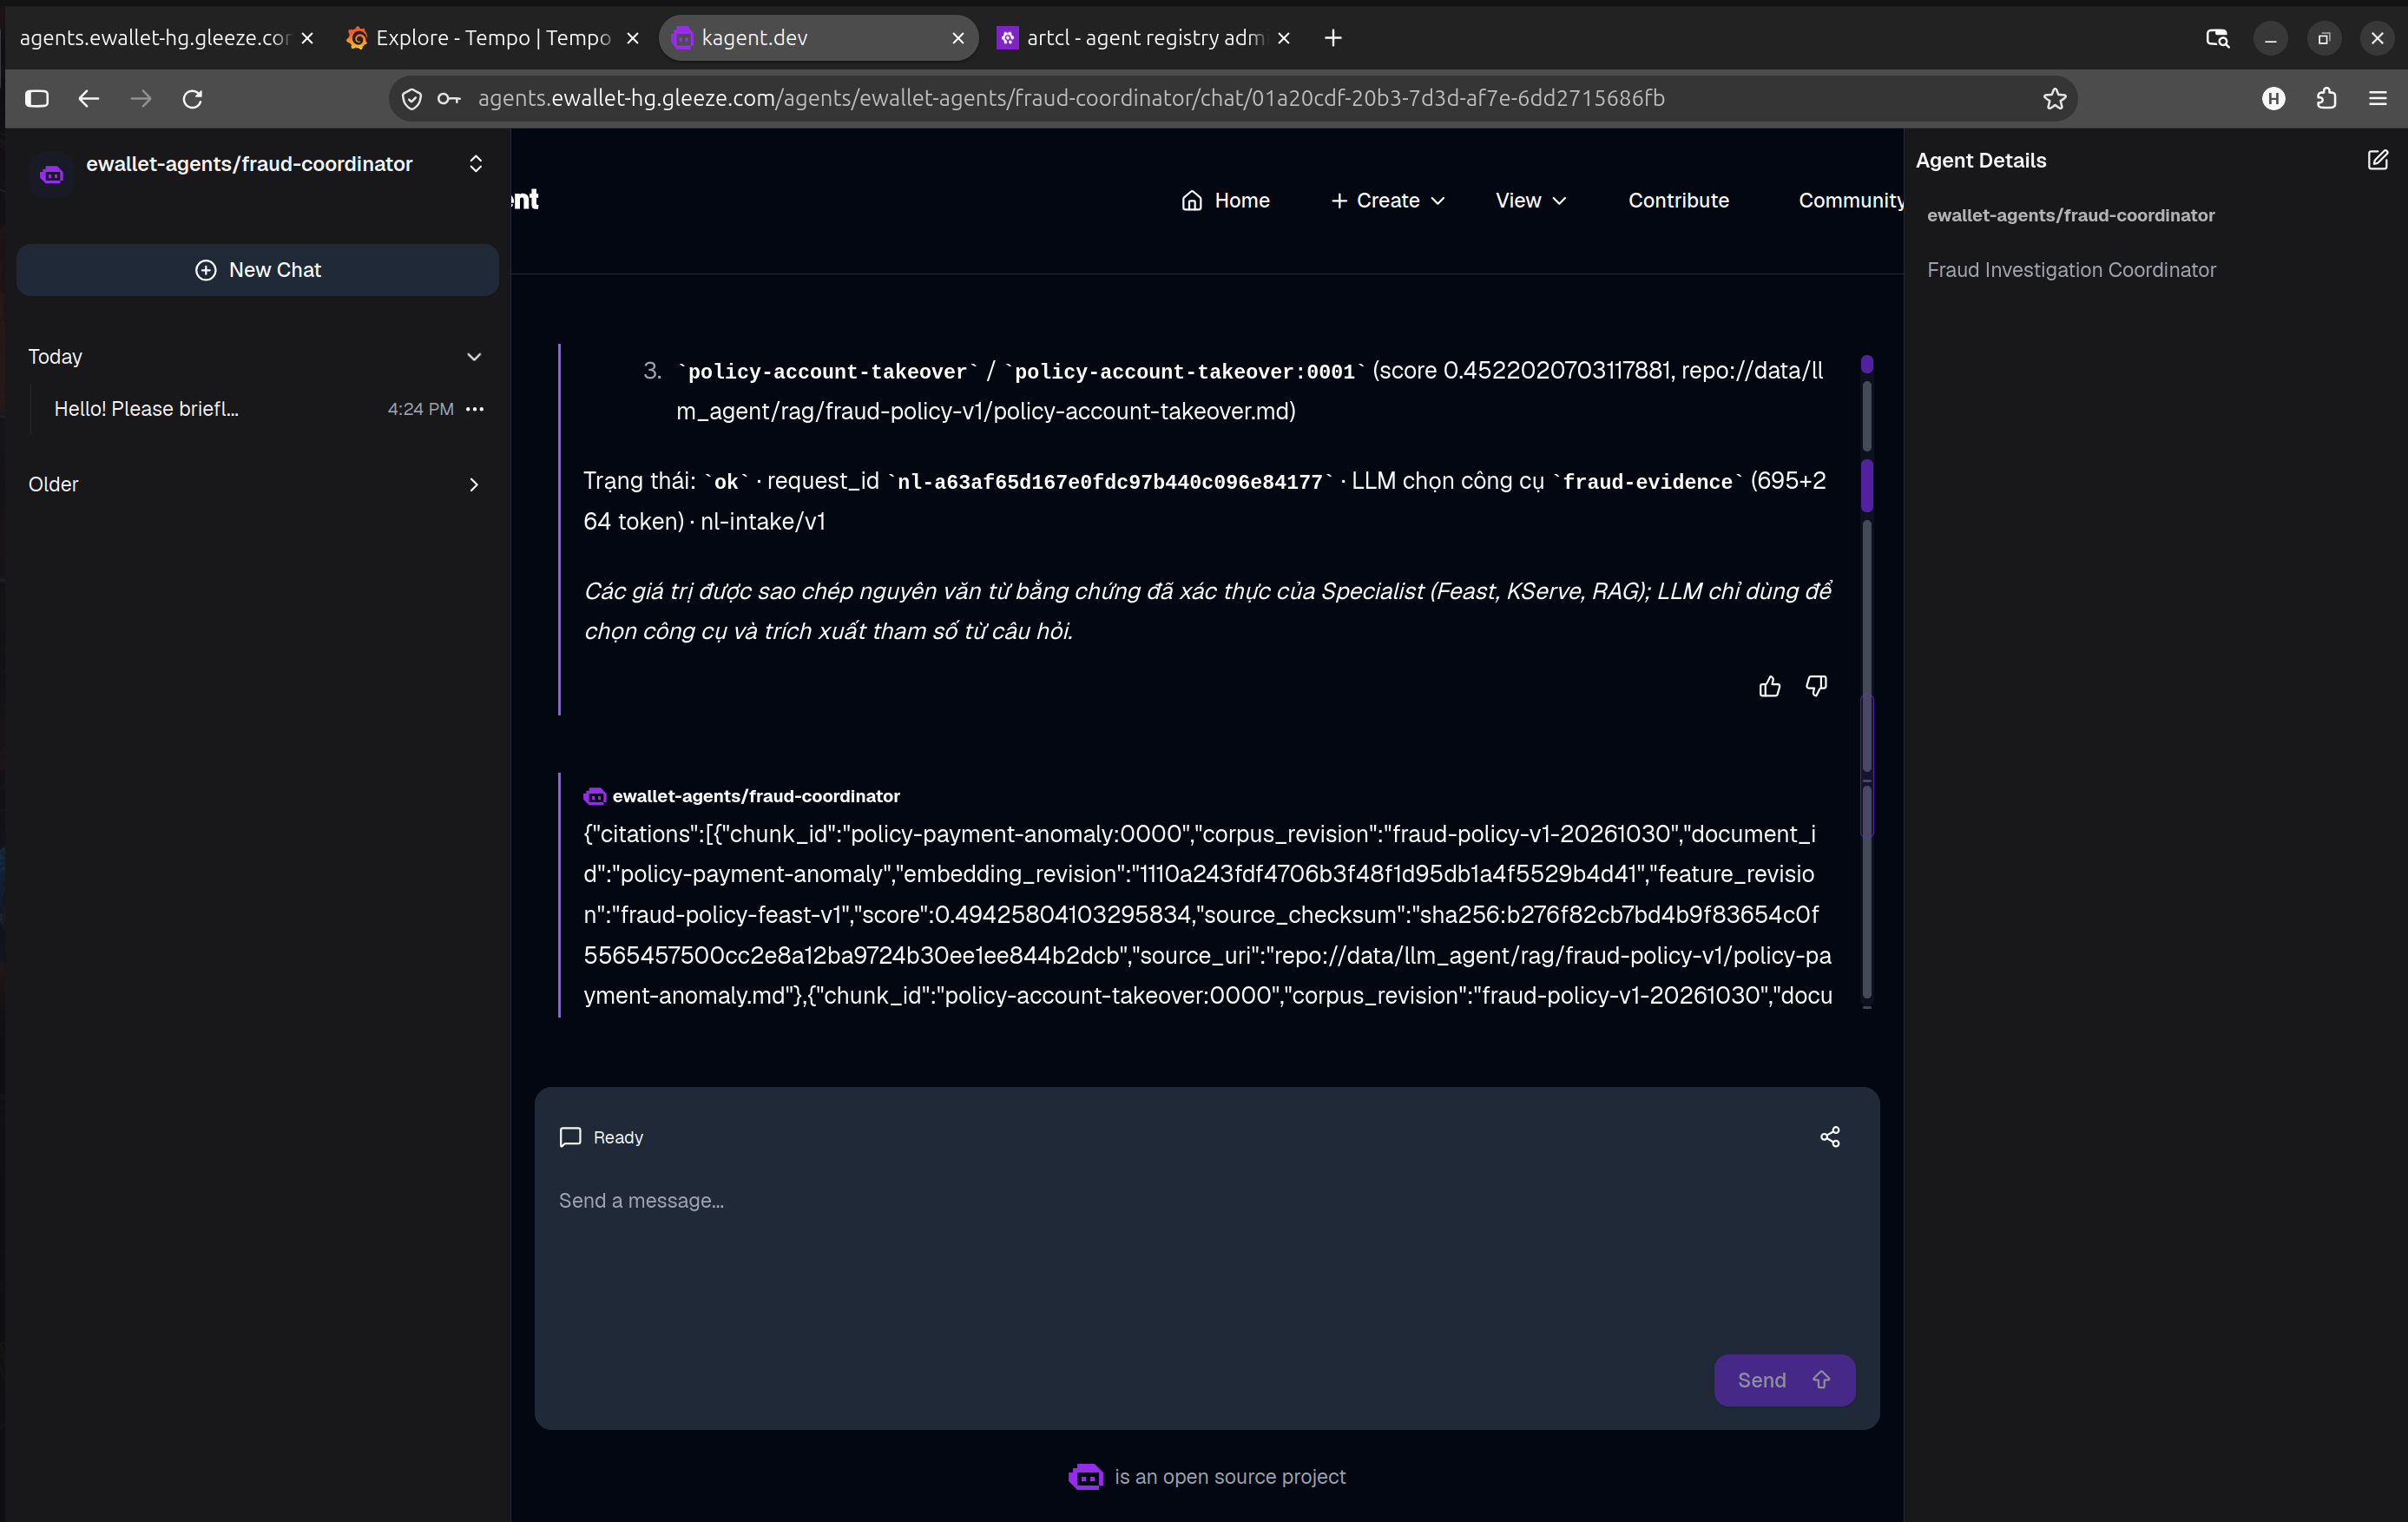 agents.ewallet-hg.gleeze.cor
Explore - Tempo | Tempo
kagent.dev
artcl - agent registry adm
agents.ewallet-hg.gleeze.com/agents/ewallet-agents/fraud-coordinator/chat/01a20cdf-20b3-7d3d-af7e-6dd2715686fb
H
ewallet-agents/fraud-coordinator
New Chat
Today
Hello! Please briefl...
4:24 PM
Older
ent
Home
Create
View
Contribute
Community
3. `policy-account-takeover` / `policy-account-takeover:0001` (score 0.4522020703117881, repo://data/ll
m_agent/rag/fraud-policy-v1/policy-account-takeover.md)
Trạng thái: `ok` · request_id `nl-a63af65d167e0fdc97b440c096e84177` · LLM chọn công cụ `fraud-evidence` (695+2
64 token) · nl-intake/v1
Các giá trị được sao chép nguyên văn từ bằng chứng đã xác thực của Specialist (Feast, KServe, RAG); LLM chỉ dùng để
chọn công cụ và trích xuất tham số từ câu hỏi.
ewallet-agents/fraud-coordinator
{"citations":[{"chunk_id":"policy-payment-anomaly:0000","corpus_revision":"fraud-policy-v1-20261030","document_i
d":"policy-payment-anomaly","embedding_revision":"1110a243fdf4706b3f48f1d95db1a4f5529b4d41","feature_revisio
n":"fraud-policy-feast-v1","score":0.49425804103295834,"source_checksum":"sha256:b276f82cb7bd4b9f83654c0f
5565457500cc2e8a12ba9724b30ee1ee844b2dcb","source_uri":"repo://data/llm_agent/rag/fraud-policy-v1/policy-pa
yment-anomaly.md"},{"chunk_id":"policy-account-takeover:0000","corpus_revision":"fraud-policy-v1-20261030","docu
Ready
Send a message...
Send
is an open source project
Agent Details
ewallet-agents/fraud-coordinator
Fraud Investigation Coordinator